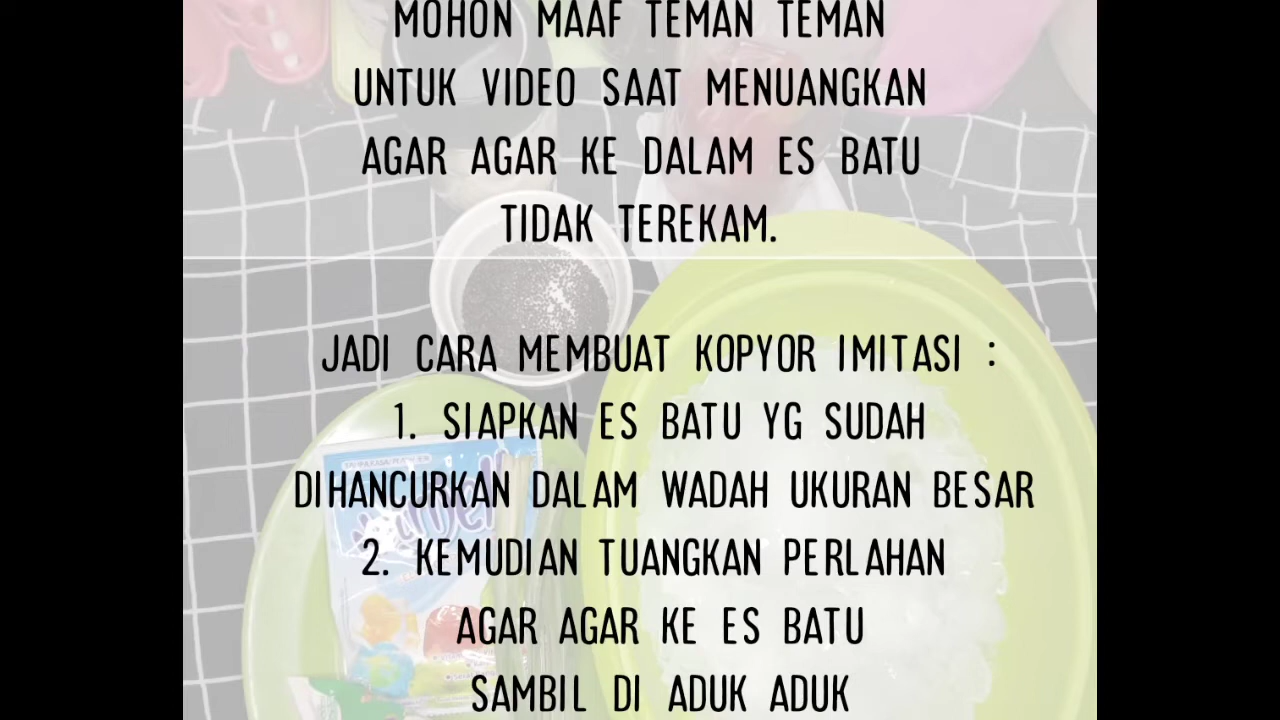 MOHON MAAF TEMAN TEMAN
UNTUK VIDEO SAAT MENUANGKAN
AGAR AGAR KE DALAM ES BATU
TIDAK TEREKAM.
JADI CARA MEMBUAT KOPYOR IMITASI :
1. SIAPKAN ES BATU YG SUDAH
DIHANCURKAN DALAM WADAH UKURAN BESAR
2. KEMUDIAN TUANGKAN PERLAHAN
AGAR AGAR KE ES BATU
SAMBIL DI ADUK ADUK